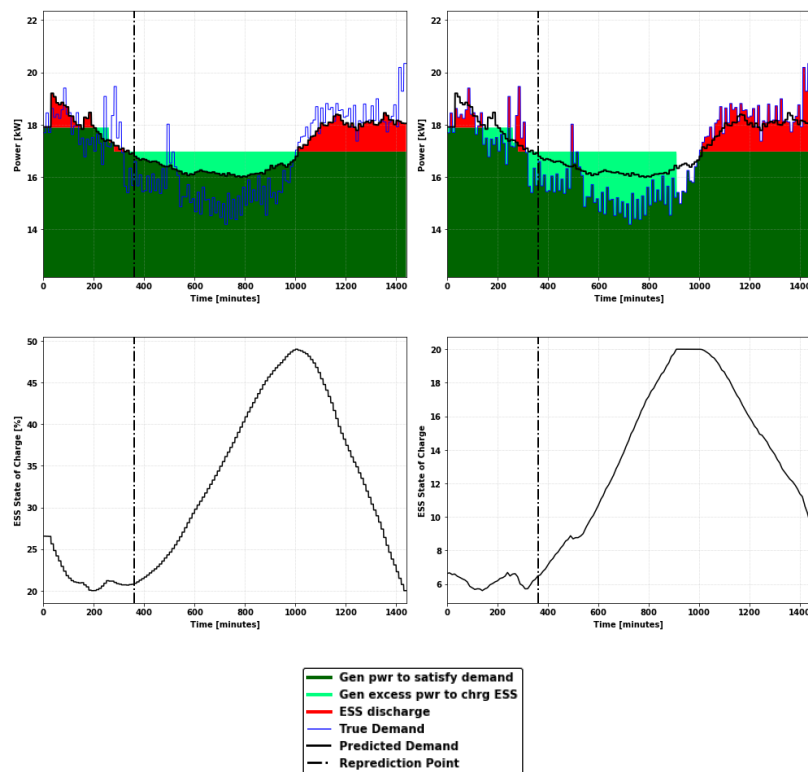 22
20
18
16
14
Power [kW]
0 200 400 600 800 1000 1200 1400
Time [minutes]
22
20
18
16
14
Power [kW]
0 200 400 600 800 1000 1200 1400
Time [minutes]
50
45
40
35
30
25
20
ESS State of Charge [%]
0 200 400 600 800 1000 1200 1400
Time [minutes]
20
18
16
14
12
10
8
6
ESS State of Charge
0 200 400 600 800 1000 1200 1400
Time [minutes]
Gen pwr to satisfy demand
Gen excess pwr to chrg ESS
ESS discharge
True Demand
Predicted Demand
Reprediction Point